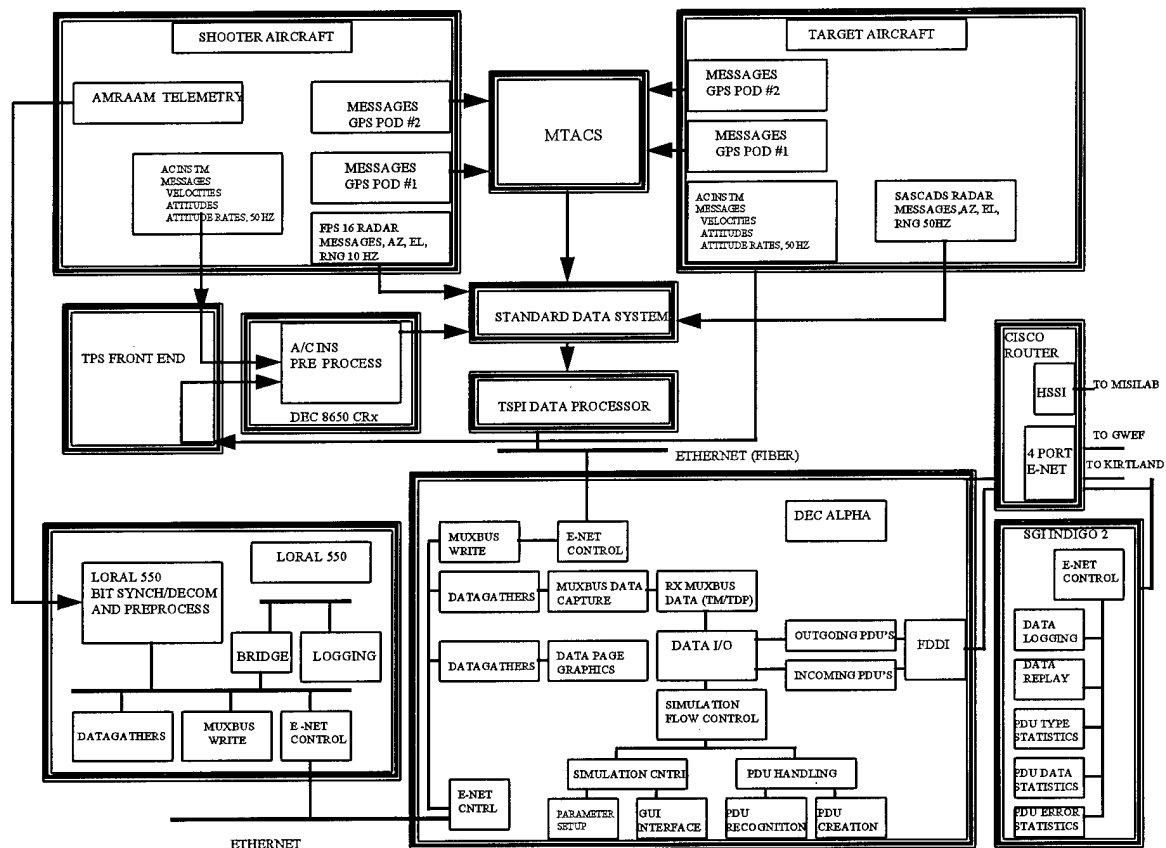 SHOOTER AIRCRAFT
AMRAAM TELEMETRY
MESSAGES
GPS POD #2
MESSAGES
GPS POD #1
AC INS TM
MESSAGES
VELOCITIES
ATTITUDES
ATTITUDE RATES, 50 HZ
FPS 16 RADAR
MESSAGES, AZ, EL,
RNG 10 HZ
MTACS
TARGET AIRCRAFT
MESSAGES
GPS POD #2
MESSAGES
GPS POD #1
AC INS TM
MESSAGES
VELOCITIES
ATTITUDES
ATTITUDE RATES, 50 HZ
SASCADS RADAR
MESSAGES, AZ, EL,
RNG 50HZ
TPS FRONT END
A/C INS
PRE PROCESS
DEC 8650 CRx
STANDARD DATA SYSTEM
TSPI DATA PROCESSOR
ETHERNET (FIBER)
CISCO
ROUTER
HSSI
4 PORT
E-NET
TO MISILAB
TO GWEF
TO KIRTLAND
LORAL 550
LORAL 550
BIT SYNCH/DECOM
AND PREPROCESS
BRIDGE
LOGGING
DATAGATHERS
MUXBUS
WRITE
E-NET
CONTROL
ETHERNET
DEC ALPHA
MUXBUS
WRITE
E-NET
CONTROL
DATAGATHERS
MUXBUS DATA
CAPTURE
RX MUXBUS
DATA (TM/TDP)
DATAGATHERS
DATA PAGE
GRAPHICS
DATA I/O
OUTGOING PDU'S
INCOMING PDU'S
FDDI
SIMULATION
FLOW CONTROL
SIMULATION CNTRL
PDU HANDLING
E-NET
CNTRL
PARAMETER
SETUP
GUI
INTERFACE
PDU
RECOGNITION
PDU
CREATION
SGI INDIGO 2
E-NET
CONTROL
DATA
LOGGING
DATA
REPLAY
PDU TYPE
STATISTICS
PDU DATA
STATISTICS
PDU ERROR
STATISTICS